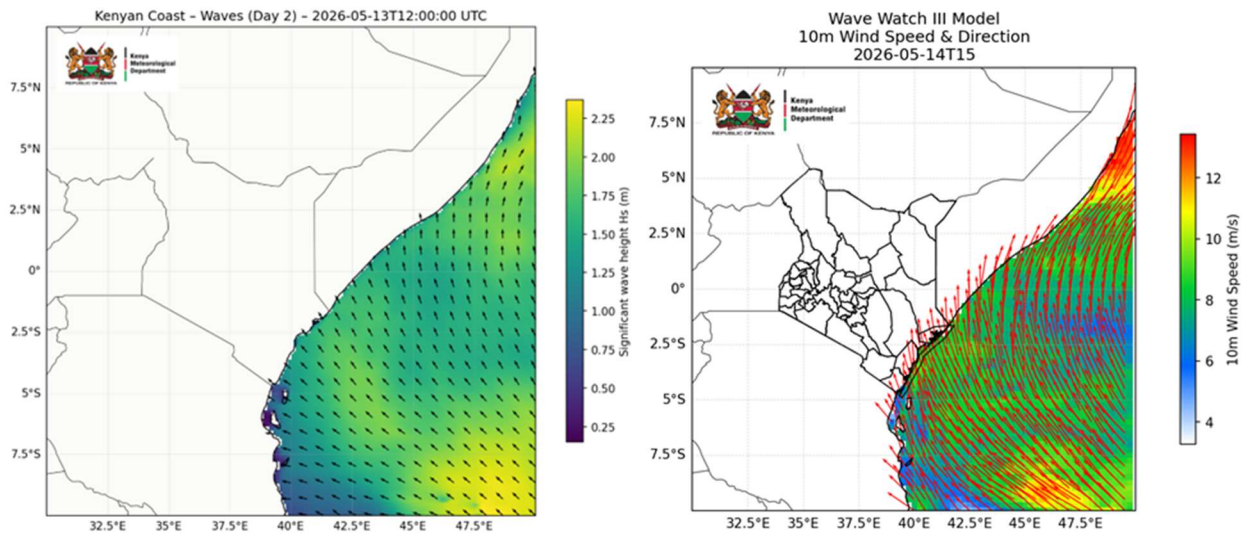 Kenyan Coast – Waves (Day 2) – 2026-05-13T12:00:00 UTC
Kenya
Meteorological
Department
REPUBLIC OF KENYA
7.5°N
5°N
2.5°N
0°
2.5°S
5°S
7.5°S
32.5°E 35°E 37.5°E 40°E 42.5°E 45°E 47.5°E
2.25
2.00
1.75
1.50
1.25
1.00
0.75
0.50
0.25
Significant wave height Hs (m)
Wave Watch III Model
10m Wind Speed & Direction
2026-05-14T15
Kenya
Meteorological
Department
REPUBLIC OF KENYA
7.5°N
5°N
2.5°N
0°
2.5°S
5°S
7.5°S
32.5°E 35°E 37.5°E 40°E 42.5°E 45°E 47.5°E
12
10
8
6
4
10m Wind Speed (m/s)